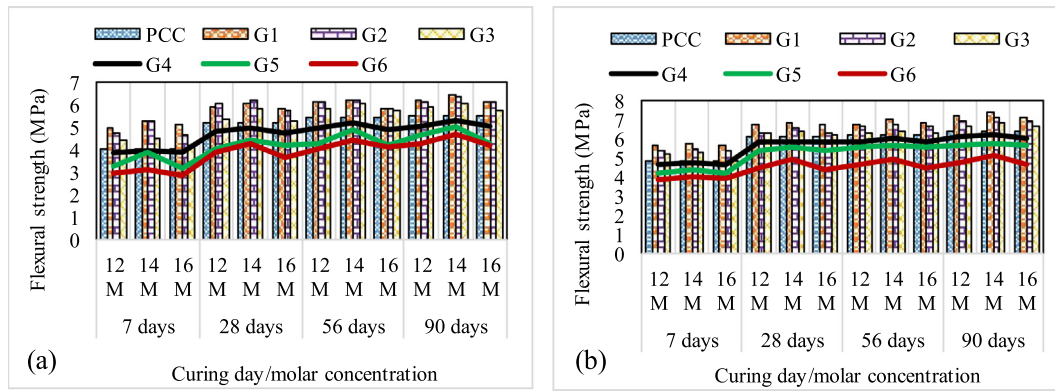 PCC G1 G2 G3
G4 G5 G6
Flexural strength (MPa)
7
6
5
4
3
2
1
0
12 M 14 M 16 M 12 M 14 M 16 M 12 M 14 M 16 M 12 M 14 M 16 M
7 days 28 days 56 days 90 days
(a)
Curing day/molar concentration
PCC G1 G2 G3
G4 G5 G6
Flexural strength (MPa)
8
7
6
5
4
3
2
1
0
12 M 14 M 16 M 12 M 14 M 16 M 12 M 14 M 16 M 12 M 14 M 16 M
7 days 28 days 56 days 90 days
(b)
Curing day/molar concentration